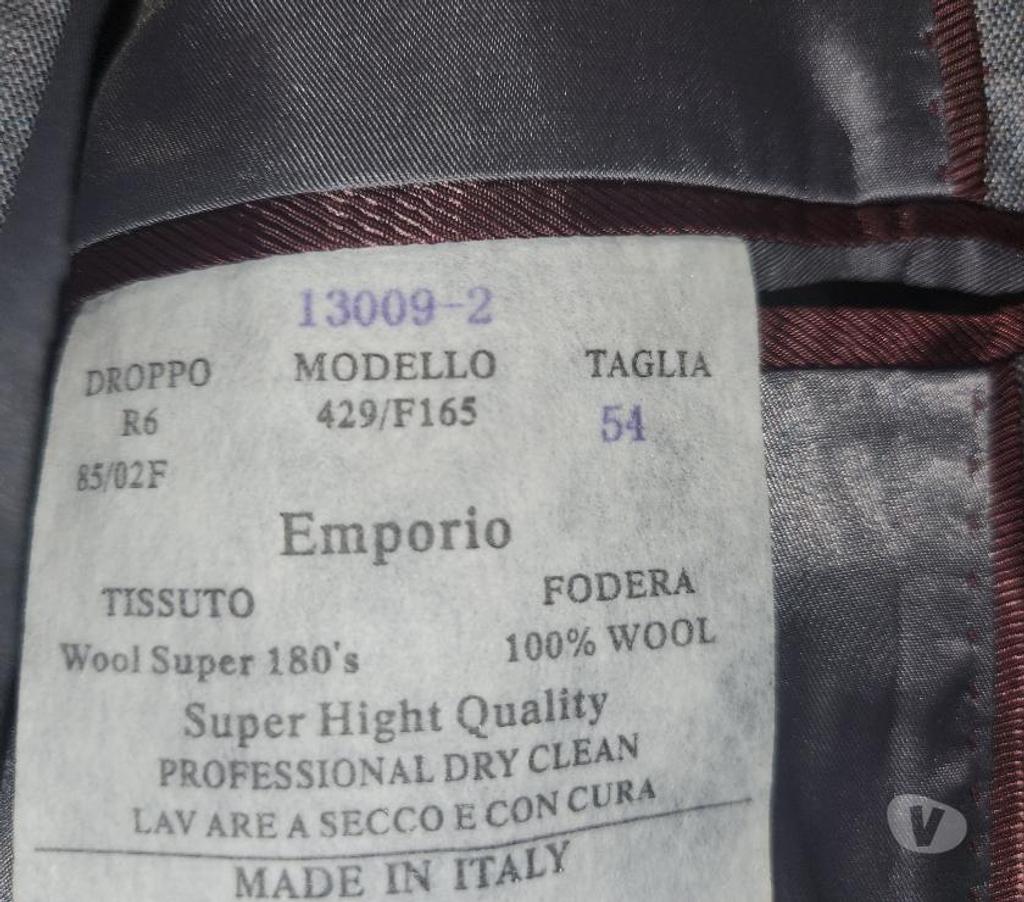 13009-2
DROPPO MODELLO TAGLIA
R6 429/F165 54
85/02F
Emporio
TISSUTO FODERA
Wool Super 180's 100% WOOL
Super Hight Quality
PROFESSIONAL DRY CLEAN
LAV ARE A SECCO E CON CURA
MADE IN ITALY
V